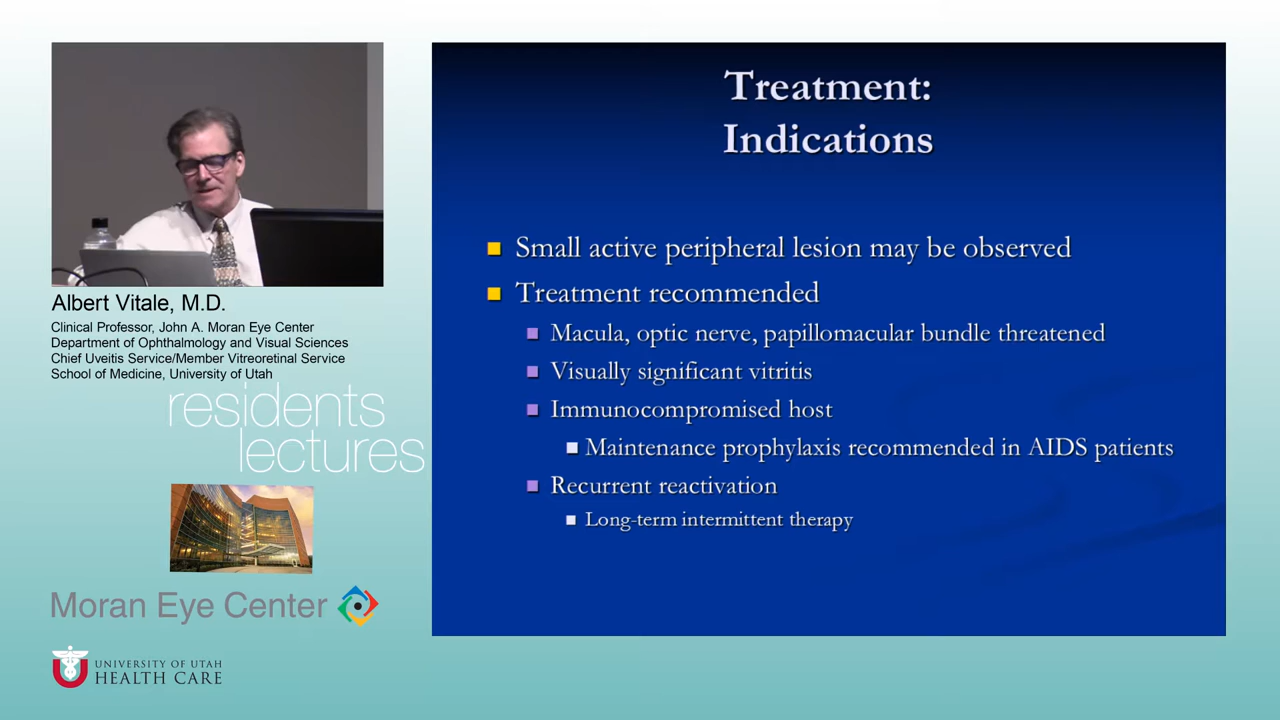 Treatment:
Indications
Small active peripheral lesion may be observed
Treatment recommended
Macula, optic nerve, papillomacular bundle threatened
Visually significant vitritis
Immunocompromised host
Maintenance prophylaxis recommended in AIDS patients
Recurrent reactivation
Long-term intermittent therapy
Albert Vitale, M.D.
Clinical Professor, John A. Moran Eye Center
Department of Ophthalmology and Visual Sciences
Chief Uveitis Service/Member Vitreoretinal Service
School of Medicine, University of Utah
residents
lectures
Moran Eye Center
UNIVERSITY OF UTAH
HEALTH CARE